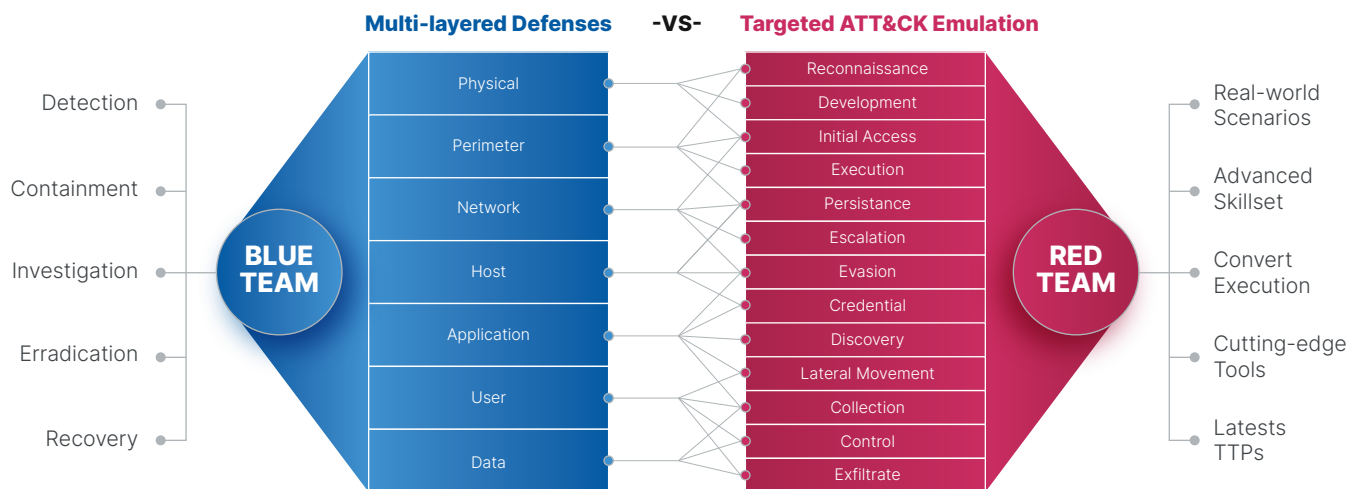 Multi-layered Defenses -VS- Targeted ATT&CK Emulation
Detection
Containment
Investigation
Erradication
Recovery
BLUE
TEAM
Physical
Perimeter
Network
Host
Application
User
Data
Reconnaissance
Development
Initial Access
Execution
Persistance
Escalation
Evasion
Credential
Discovery
Lateral Movement
Collection
Control
Exfiltrate
RED
TEAM
Real-world
Scenarios
Advanced
Skillset
Convert
Execution
Cutting-edge
Tools
Latests
TTPs